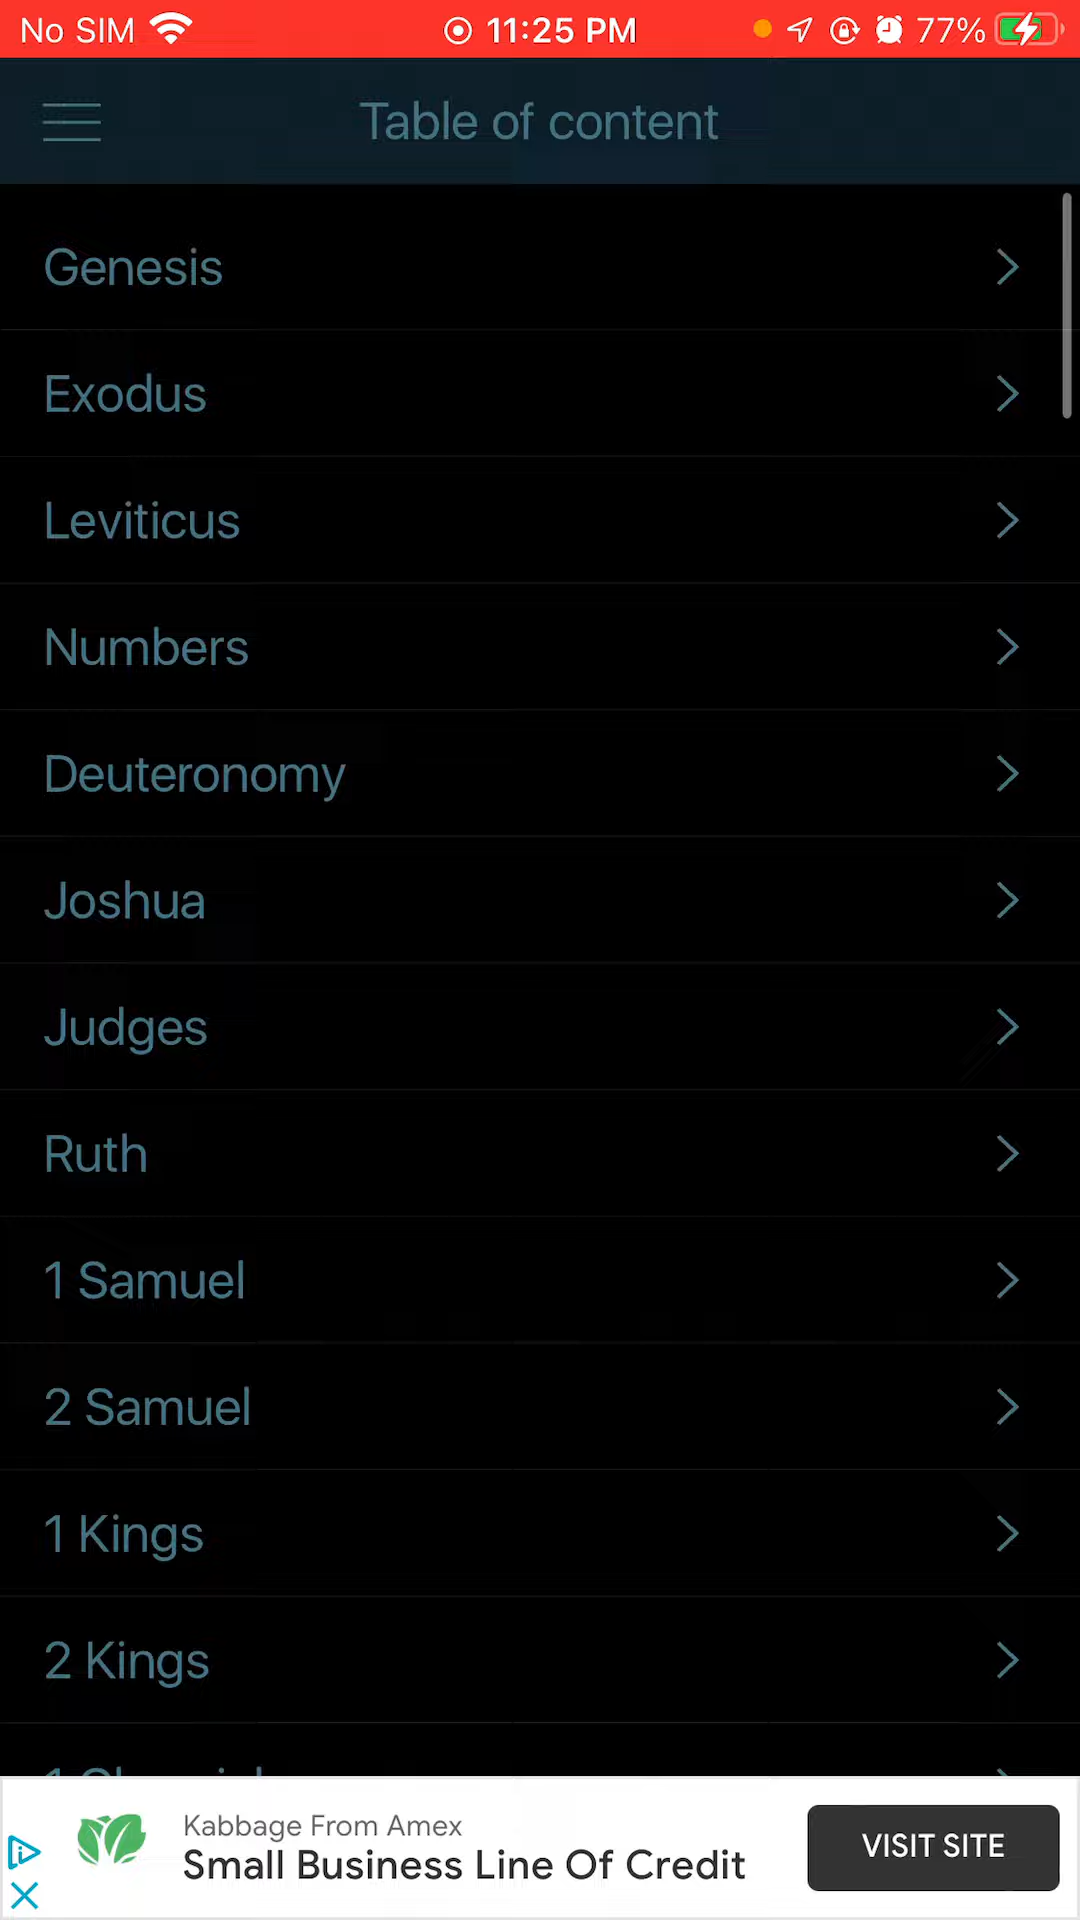 No SIM 11:25 PM 77%
Table of content
Genesis
Exodus
Leviticus
Numbers
Deuteronomy
Joshua
Judges
Ruth
1 Samuel
2 Samuel
1 Kings
2 Kings
Kabbage From Amex
Small Business Line Of Credit
VISIT SITE